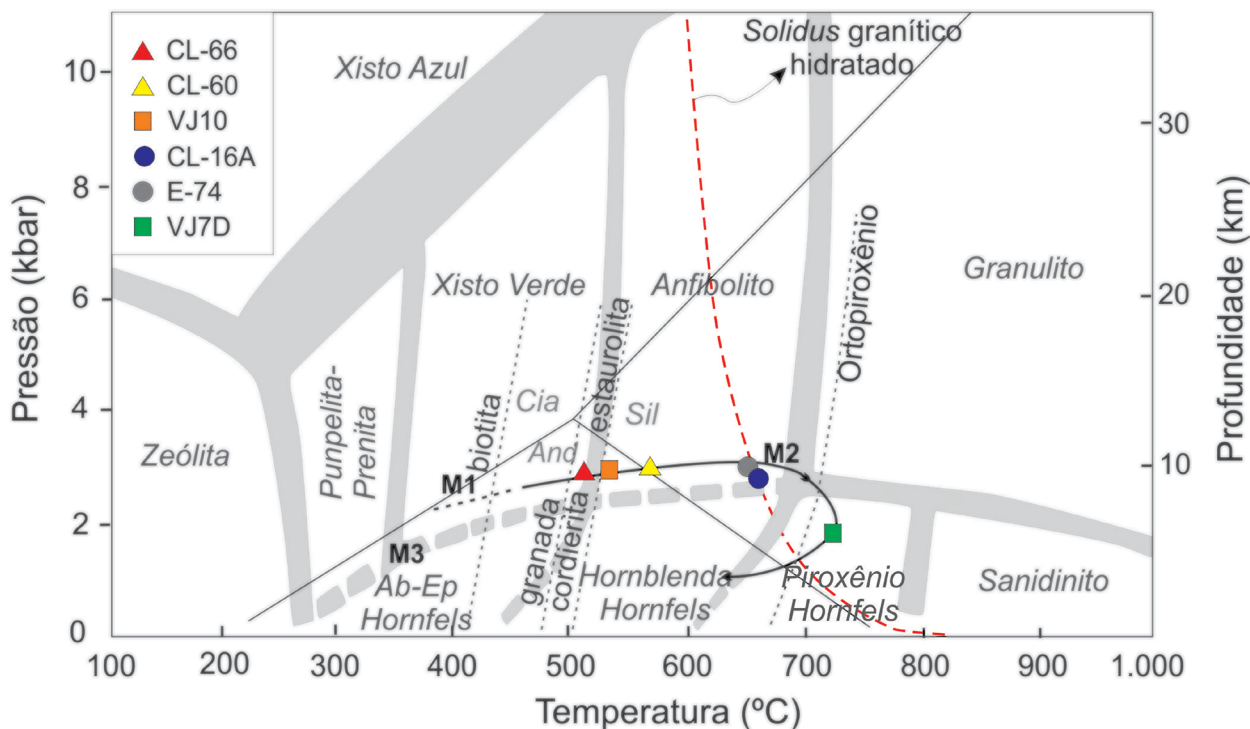 CL-66
CL-60
VJ10
CL-16A
E-74
VJ7D
Xisto Azul
Solidus granítico
hidratado
Pressão (kbar)
10
8
6
4
2
0
Profundidade (km)
30
20
10
Zeólita
Punpelita-
Prenita
Xisto Verde
Anfibolito
Granulito
Ortopiroxênio
biotita
estaurolita
Cia
Sil
And
M1
M2
M3
granada
cordierita
Ab-Ep
Hornfels
Hornblenda
Hornfels
Piroxênio
Hornfels
Sanidinito
100
200
300
400
500
600
700
800
900
1.000
Temperatura (ºC)